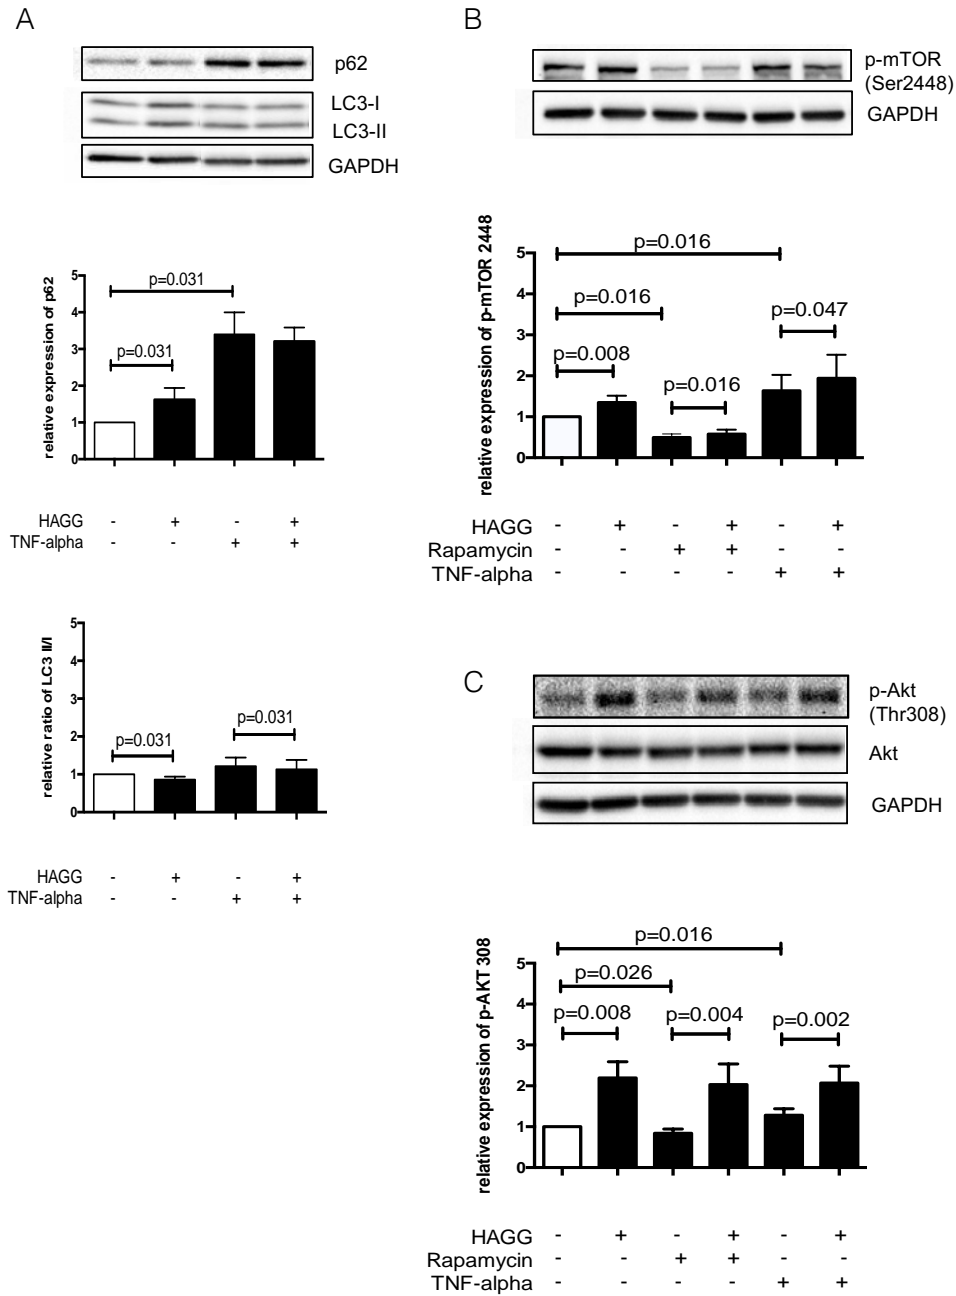 A
p62
LC3-I
LC3-II
GAPDH
relative expression of p62
5
4
3
2
1
0
p=0.031
p=0.031
HAGG - + - +
TNF-alpha - - + +
relative ratio of LC3 II/I
5
4
3
2
1
0
p=0.031
p=0.031
HAGG - + - +
TNF-alpha - - + +
B
p-mTOR
(Ser2448)
GAPDH
relative expression of p-mTOR 2448
5
4
3
2
1
0
p=0.016
p=0.016
p=0.047
p=0.008
p=0.016
HAGG - + - + - +
Rapamycin - - + + - -
TNF-alpha - - - - + +
C
p-Akt
(Thr308)
Akt
GAPDH
relative expression of p-AKT 308
5
4
3
2
1
0
p=0.016
p=0.026
p=0.008
p=0.004
p=0.002
HAGG - + - + - +
Rapamycin - - + + - -
TNF-alpha - - - - + +